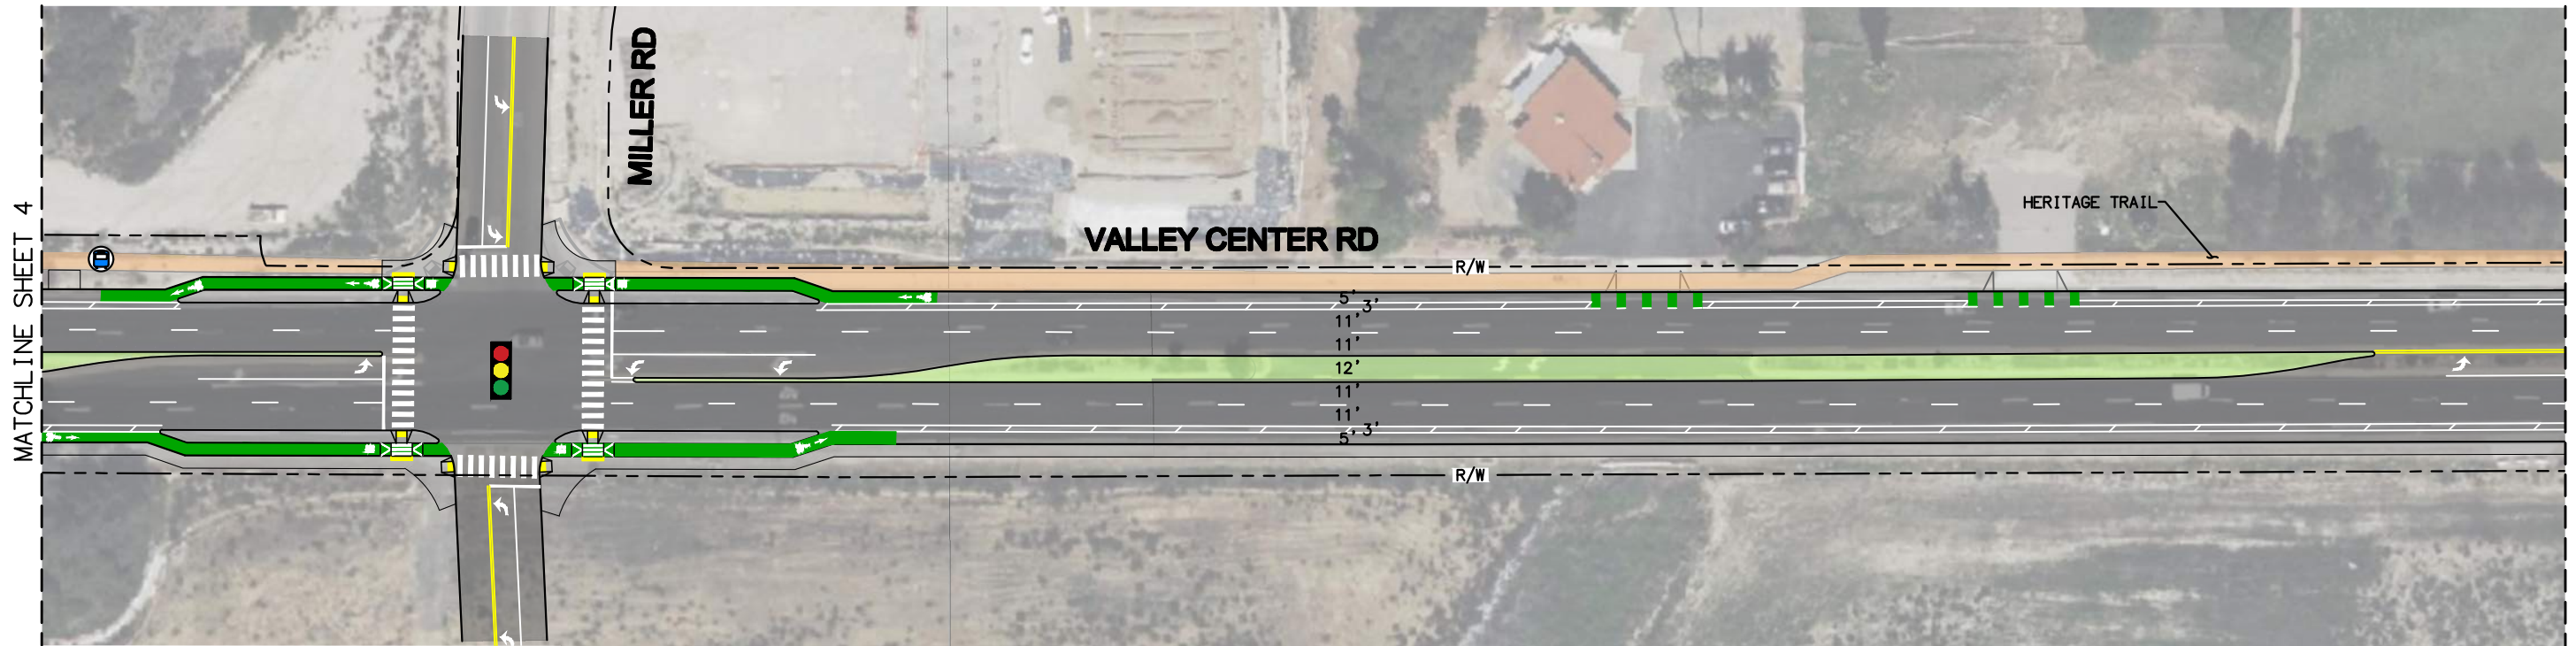 MATCHLINE SHEET 4
MILLER RD
VALLEY CENTER RD
HERITAGE TRAIL
R/W
5'
3'
11'
11'
12'
11'
11'
3'
5'
R/W